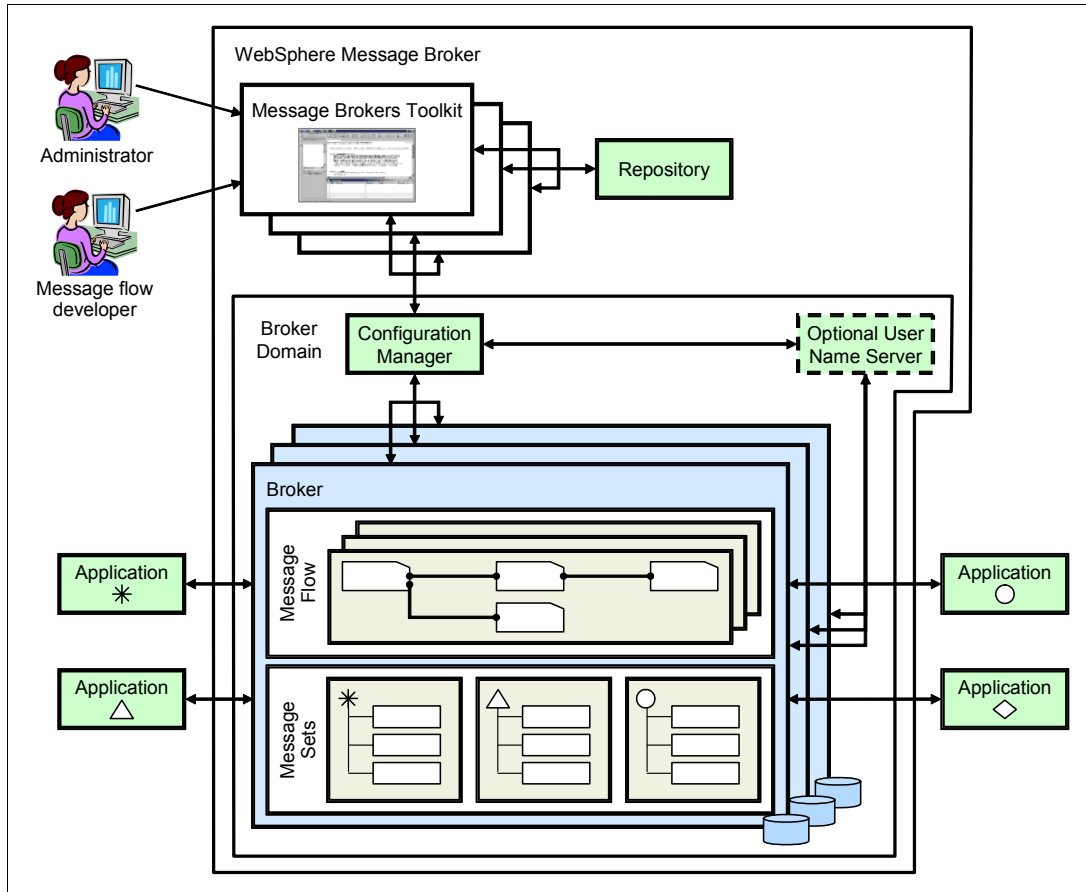 WebSphere Message Broker
Message Brokers Toolkit
Administrator
Repository
Message flow
developer
Broker
Domain
Configuration
Manager
Optional User
Name Server
Broker
Message
Flow
Application
Application
Application
Application
Message
Sets